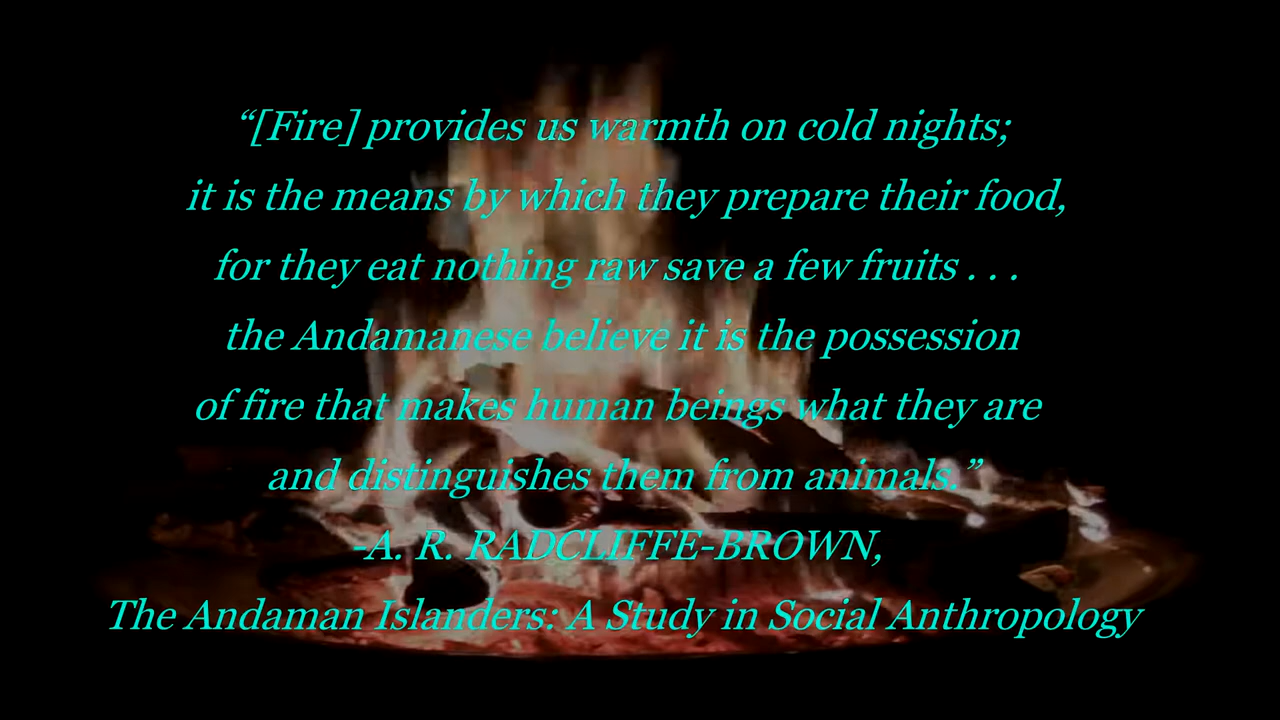 “[Fire] provides us warmth on cold nights;
it is the means by which they prepare their food,
for they eat nothing raw save a few fruits . . .
the Andamanese believe it is the possession
of fire that makes human beings what they are
and distinguishes them from animals.”
-A. R. RADCLIFFE-BROWN,
The Andaman Islanders: A Study in Social Anthropology